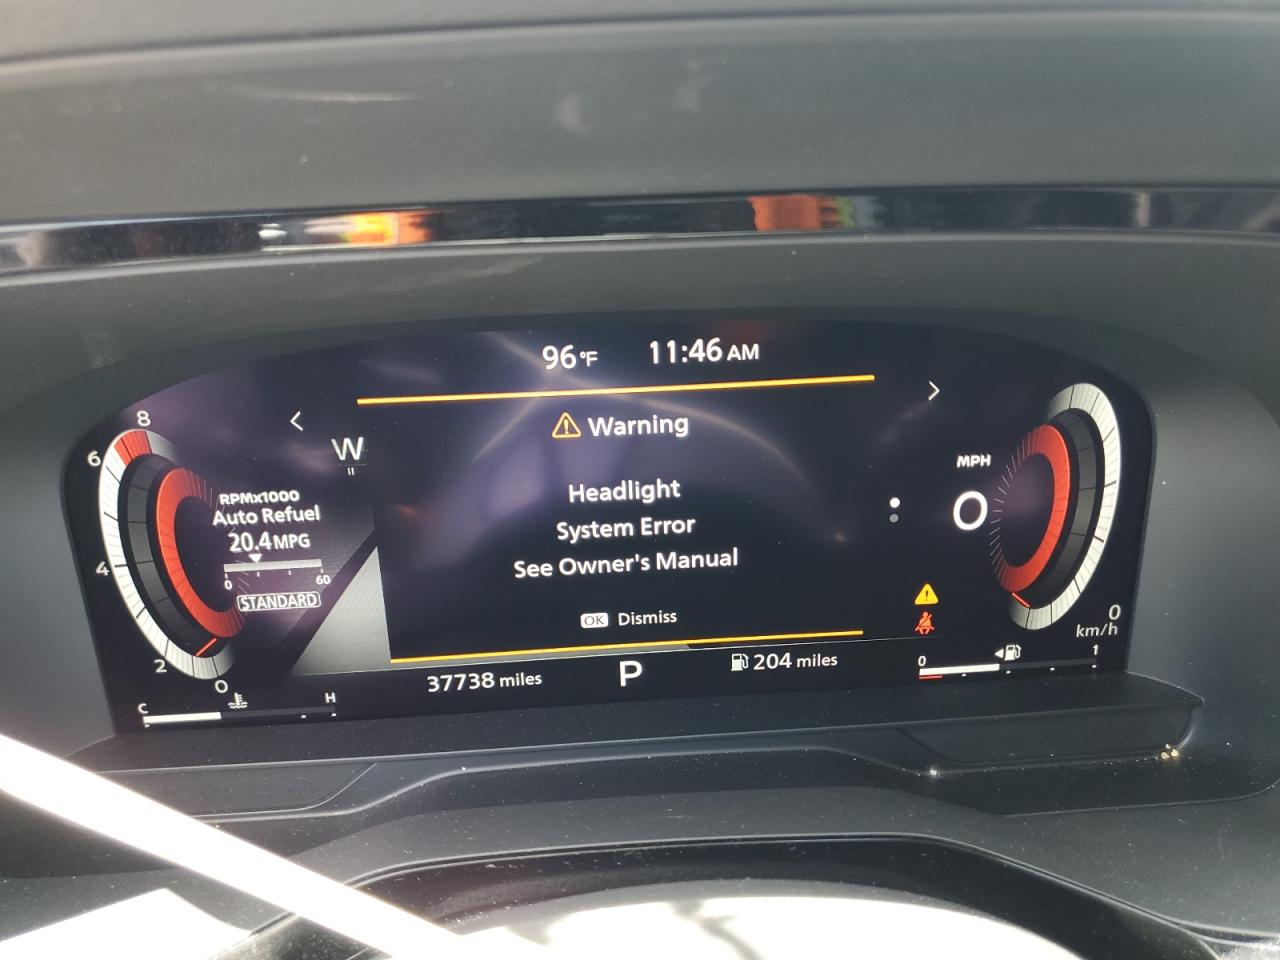 96°F 11:46 AM
Warning
Headlight
System Error
See Owner's Manual
OK Dismiss
W
8
6
4
2
0
RPMx1000
Auto Refuel
20.4 MPG
0 60
STANDARD
C H
37738 miles
P
204 miles
MPH
0
0
km/h
0 1